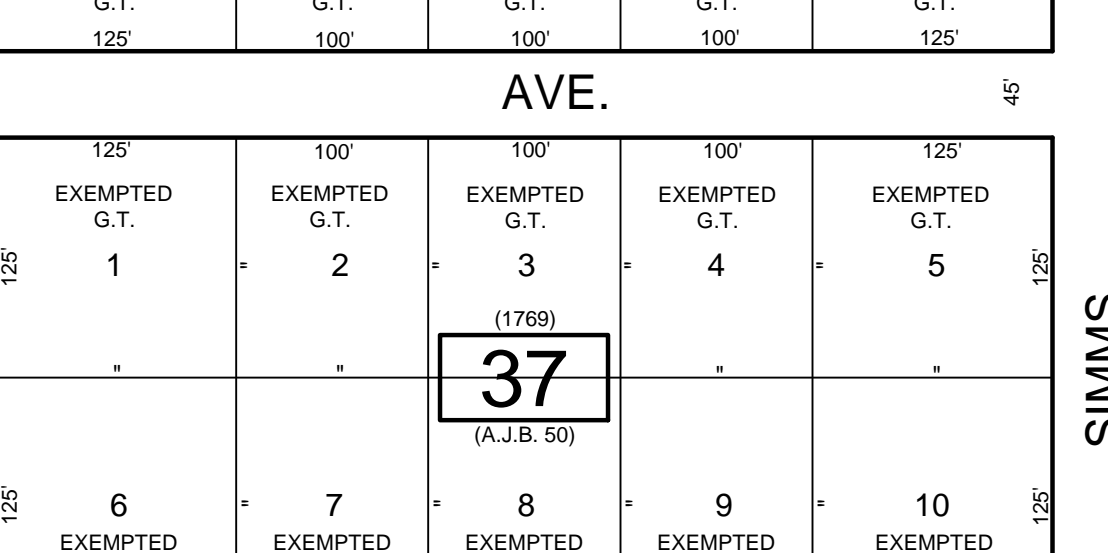 G.T. G.T. G.T. G.T. G.T.
125' 100' 100' 100' 125'
AVE. 45'
125' 100' 100' 100' 125'
EXEMPTED EXEMPTED EXEMPTED EXEMPTED EXEMPTED
G.T. G.T. G.T. G.T. G.T.
125' 1 " 2 " 3 " 4 " 5 125'
(1769)
SIMMS
37
" " " "
(A.J.B. 50)
125' 6 " 7 " 8 " 9 " 10 125'
EXEMPTED EXEMPTED EXEMPTED EXEMPTED EXEMPTED